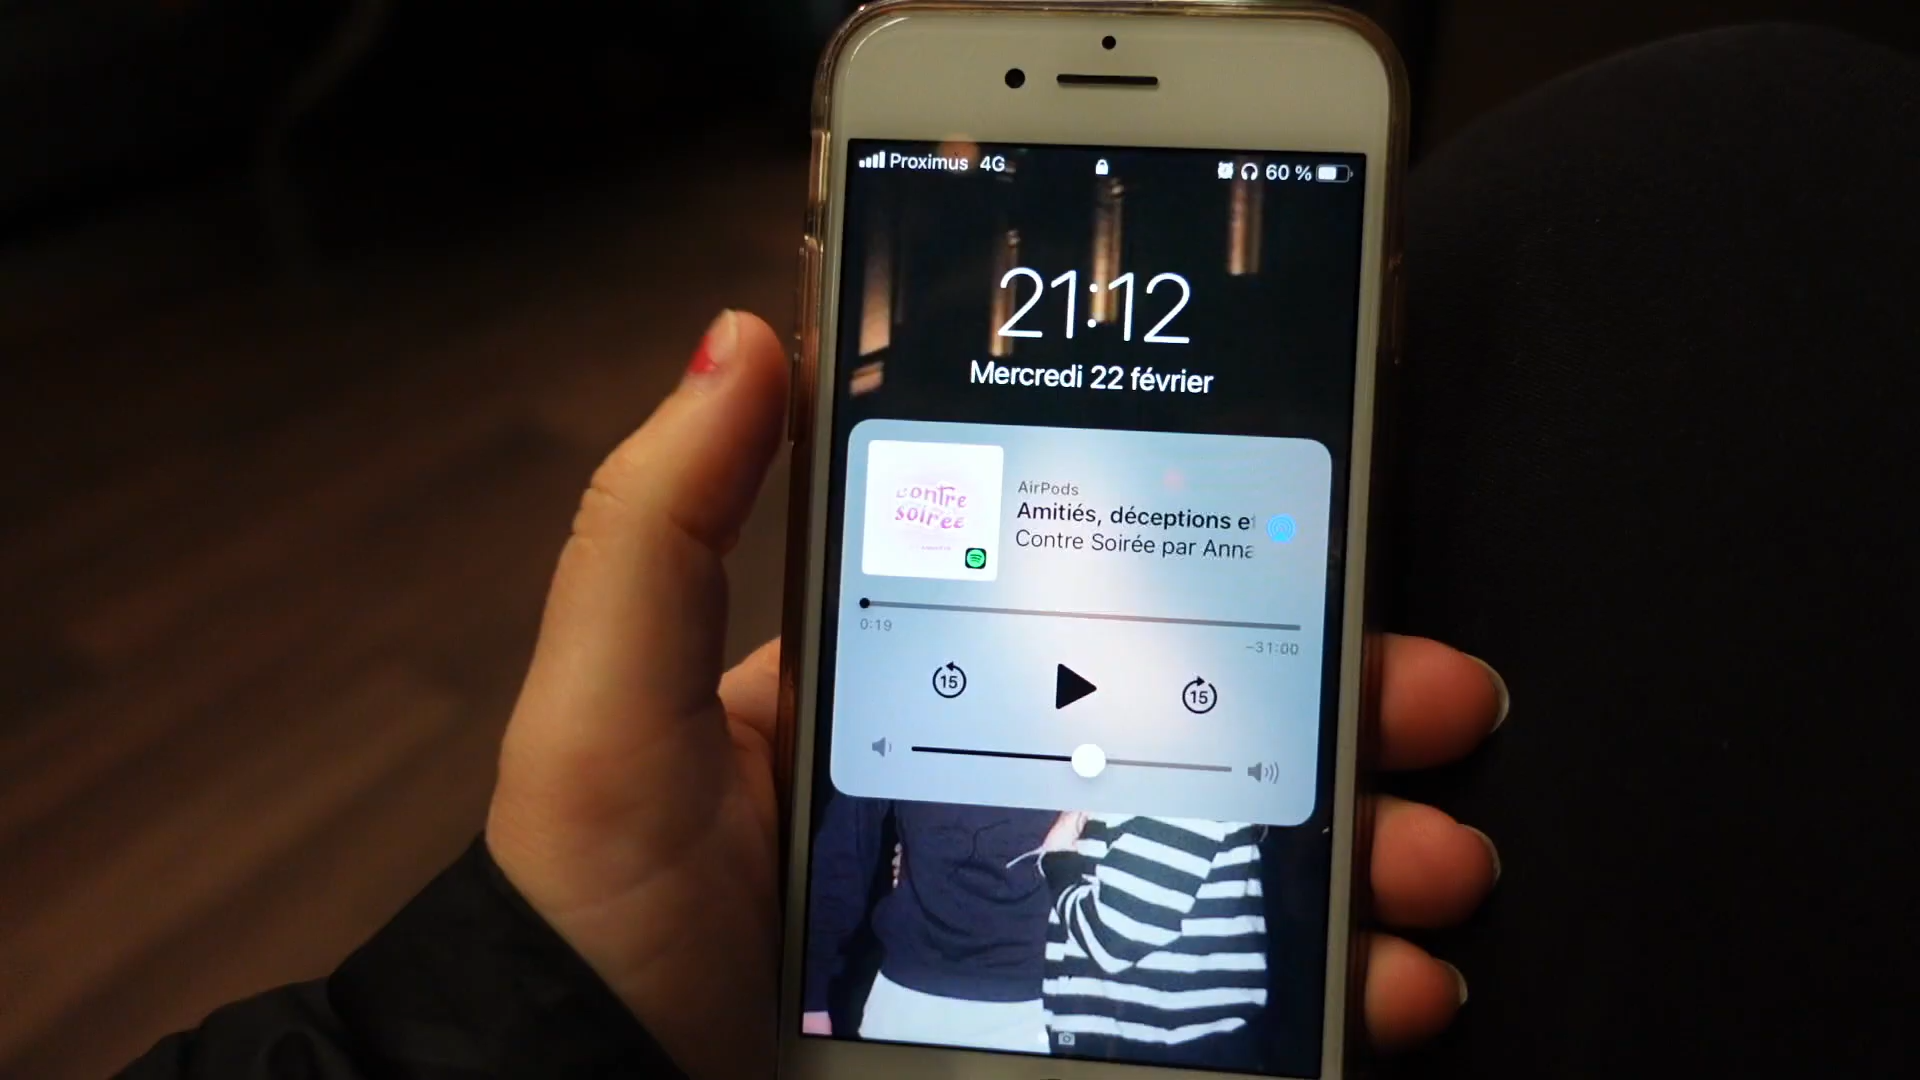 Proximus 4G 60 %
21:12
Mercredi 22 février
contre
soirée
AirPods
Amitiés, déceptions et
Contre Soirée par Anna
0:19
-31:00
15
15